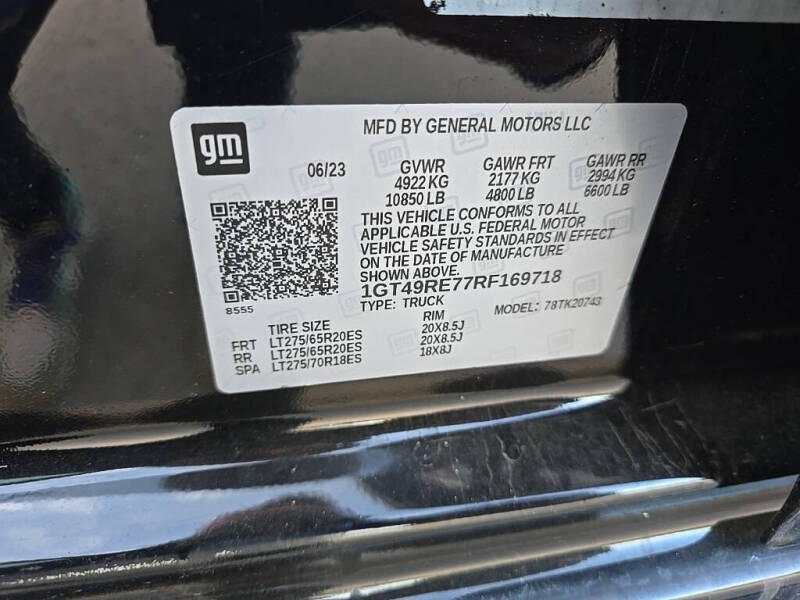 gm
MFD BY GENERAL MOTORS LLC
06/23
GVWR GAWR FRT GAWR RR
4922 KG 2177 KG 2994 KG
10850 LB 4800 LB 6600 LB
THIS VEHICLE CONFORMS TO ALL
APPLICABLE U.S. FEDERAL MOTOR
VEHICLE SAFETY STANDARDS IN EFFECT
ON THE DATE OF MANUFACTURE
SHOWN ABOVE.
8555
1GT49RE77RF169718
TYPE: TRUCK MODEL: 78TK20743
TIRE SIZE RIM
FRT LT275/65R20ES 20X8.5J
RR LT275/65R20ES 20X8.5J
SPA LT275/70R18ES 18X8J